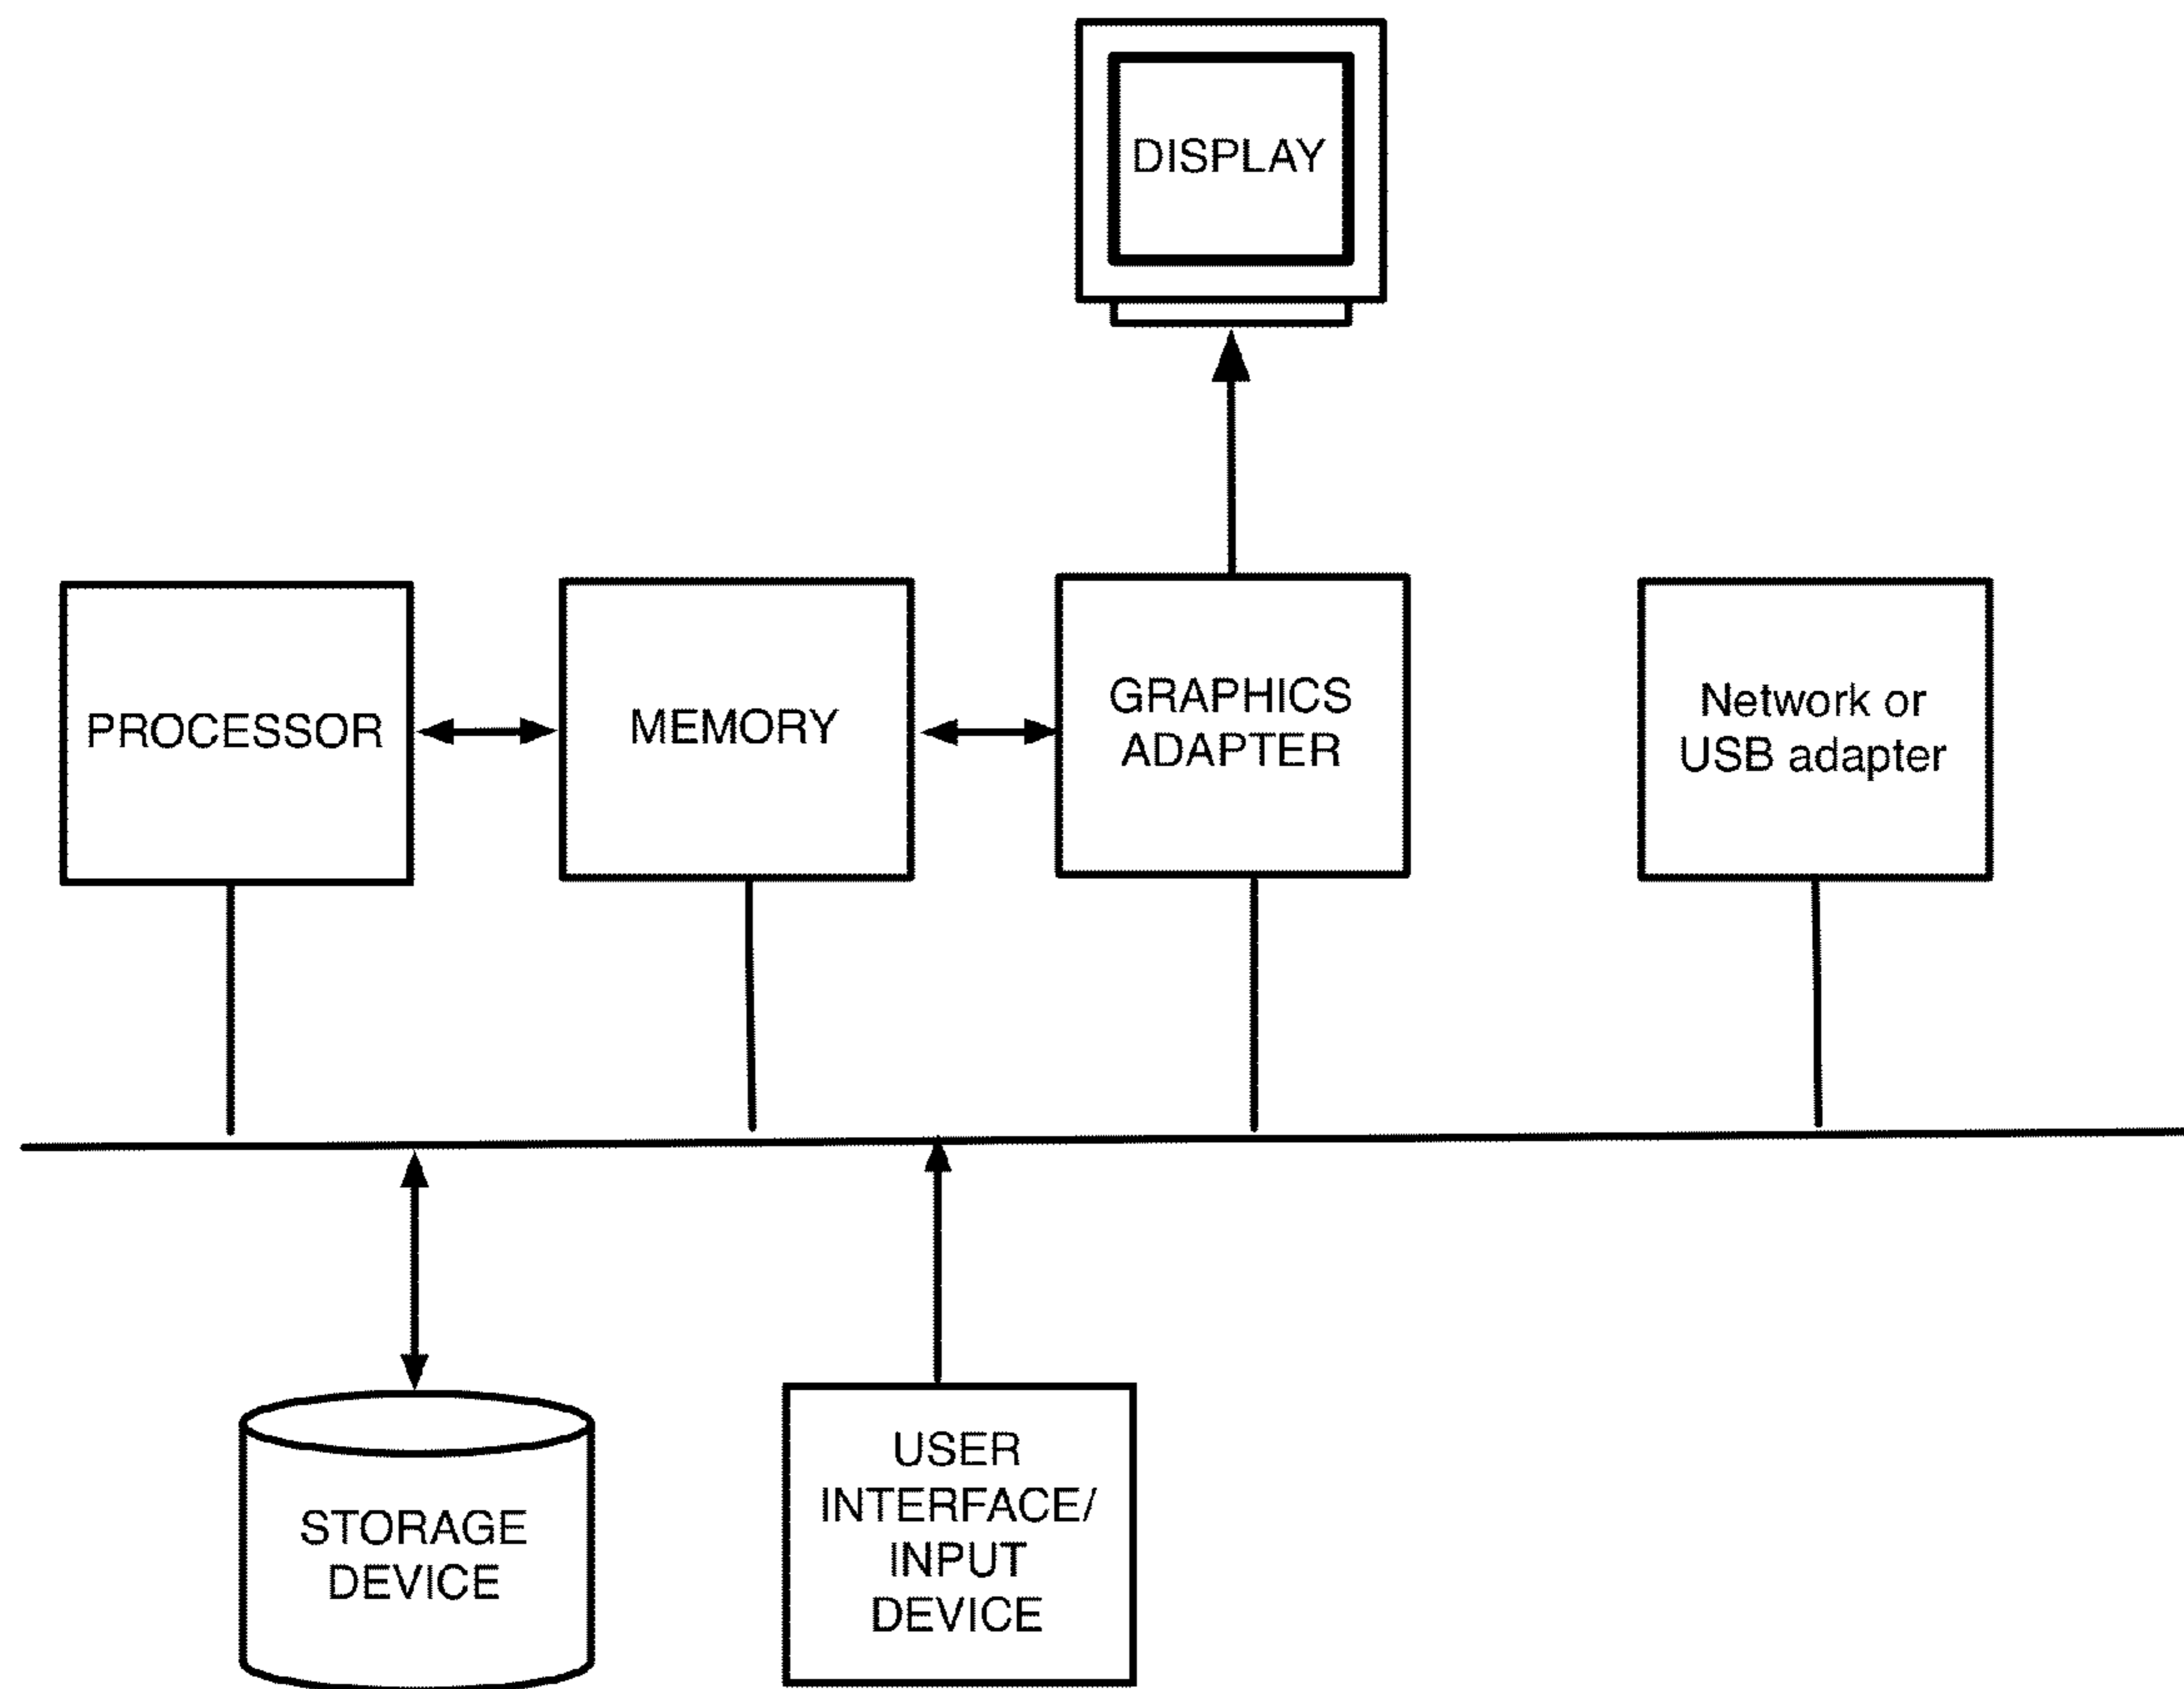 DISPLAY
PROCESSOR
MEMORY
GRAPHICS
ADAPTER
Network or
USB adapter
STORAGE
DEVICE
USER
INTERFACE/
INPUT
DEVICE